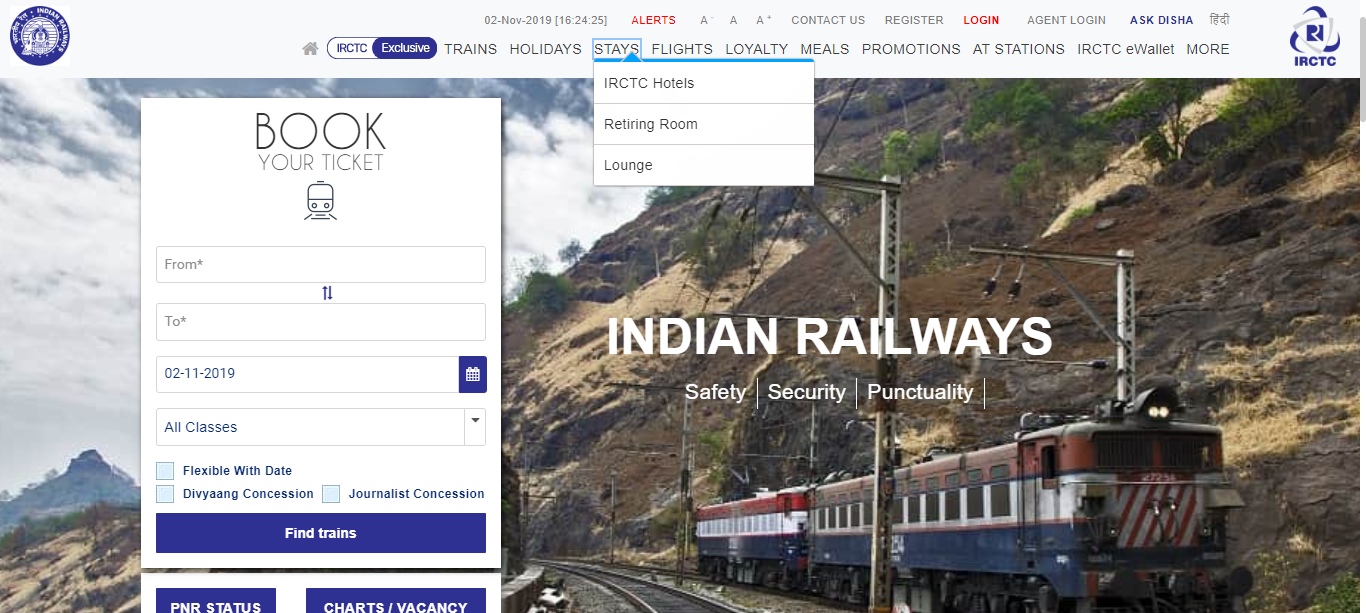 INDIAN RAILWAYS
02-Nov-2019 [16:24:25] ALERTS A - A A + CONTACT US REGISTER LOGIN AGENT LOGIN ASK DISHA हिंदी
IRCTC Exclusive TRAINS HOLIDAYS STAYS FLIGHTS LOYALTY MEALS PROMOTIONS AT STATIONS IRCTC eWallet MORE
IRCTC
IRCTC Hotels
Retiring Room
Lounge
BOOK
YOUR TICKET
From*
To*
02-11-2019
All Classes
Flexible With Date
Divyaang Concession Journalist Concession
Find trains
PNR STATUS CHARTS / VACANCY
INDIAN RAILWAYS
Safety Security Punctuality